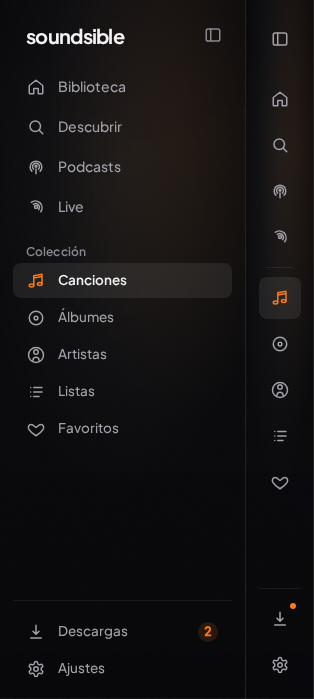 soundsible
Biblioteca
Descubrir
Podcasts
Live
Colección
Canciones
Álbumes
Artistas
Listas
Favoritos
Descargas 2
Ajustes